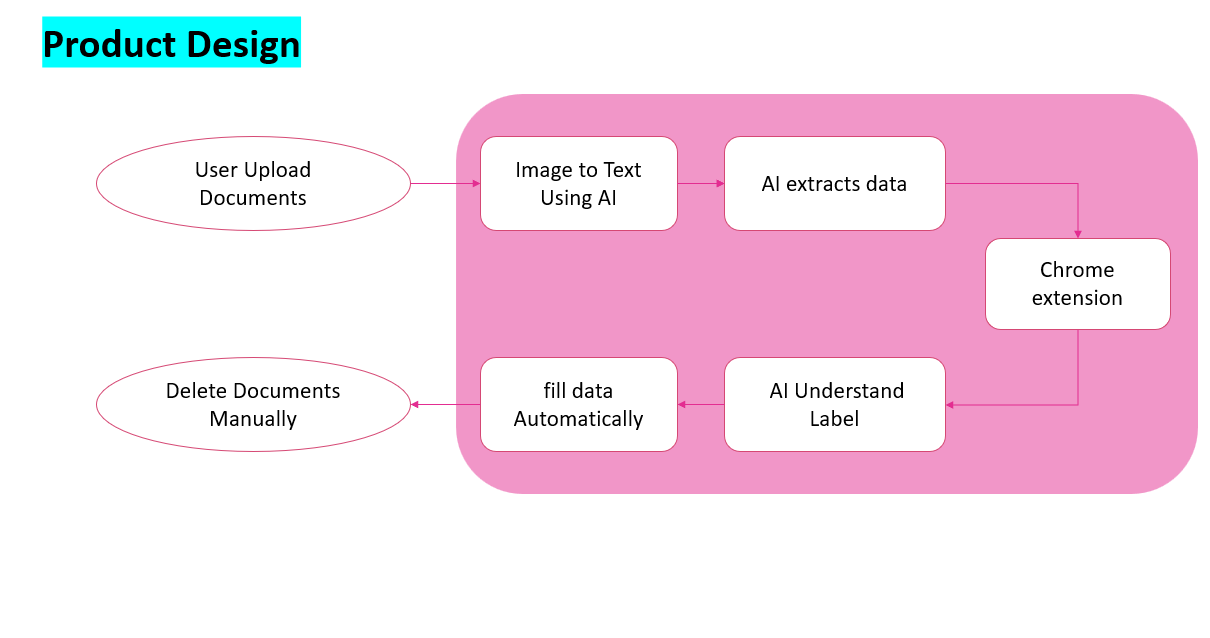 Product Design
User Upload
Documents
Image to Text
Using AI
AI extracts data
Chrome
extension
AI Understand
Label
fill data
Automatically
Delete Documents
Manually